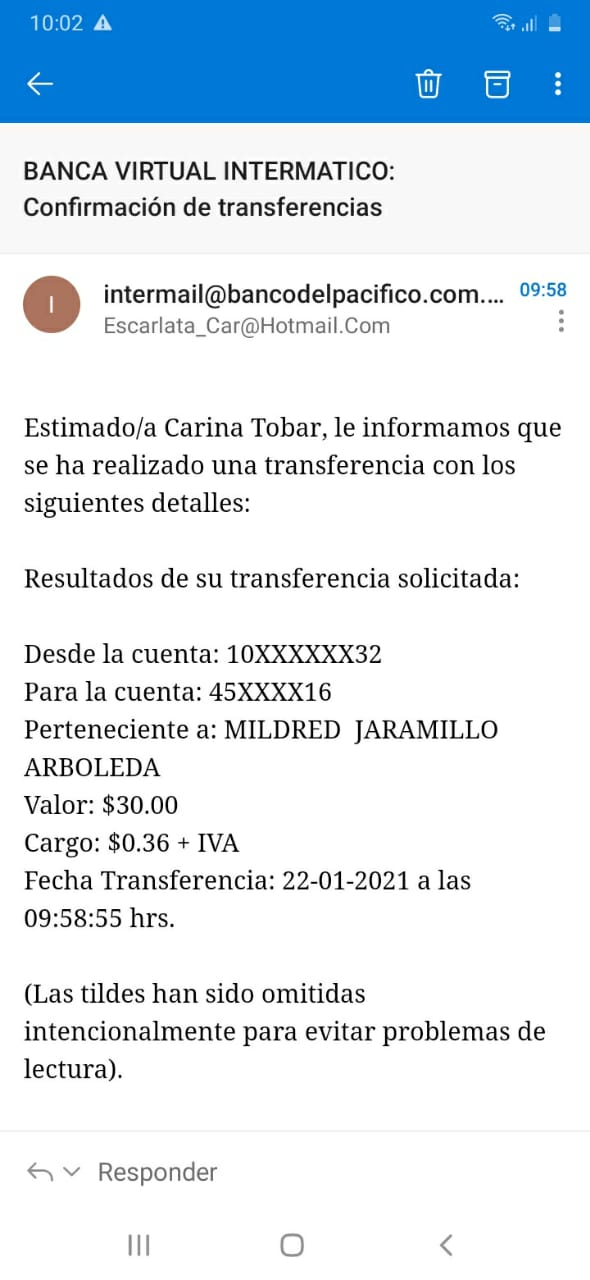 10:02
BANCA VIRTUAL INTERMATICO:
Confirmación de transferencias
I
intermail@bancodelpacifico.com....
09:58
Escarlata_Car@Hotmail.Com
Estimado/a Carina Tobar, le informamos que
se ha realizado una transferencia con los
siguientes detalles:
Resultados de su transferencia solicitada:
Desde la cuenta: 10XXXXXX32
Para la cuenta: 45XXXX16
Perteneciente a: MILDRED JARAMILLO
ARBOLEDA
Valor: $30.00
Cargo: $0.36 + IVA
Fecha Transferencia: 22-01-2021 a las
09:58:55 hrs.
(Las tildes han sido omitidas
intencionalmente para evitar problemas de
lectura).
Responder